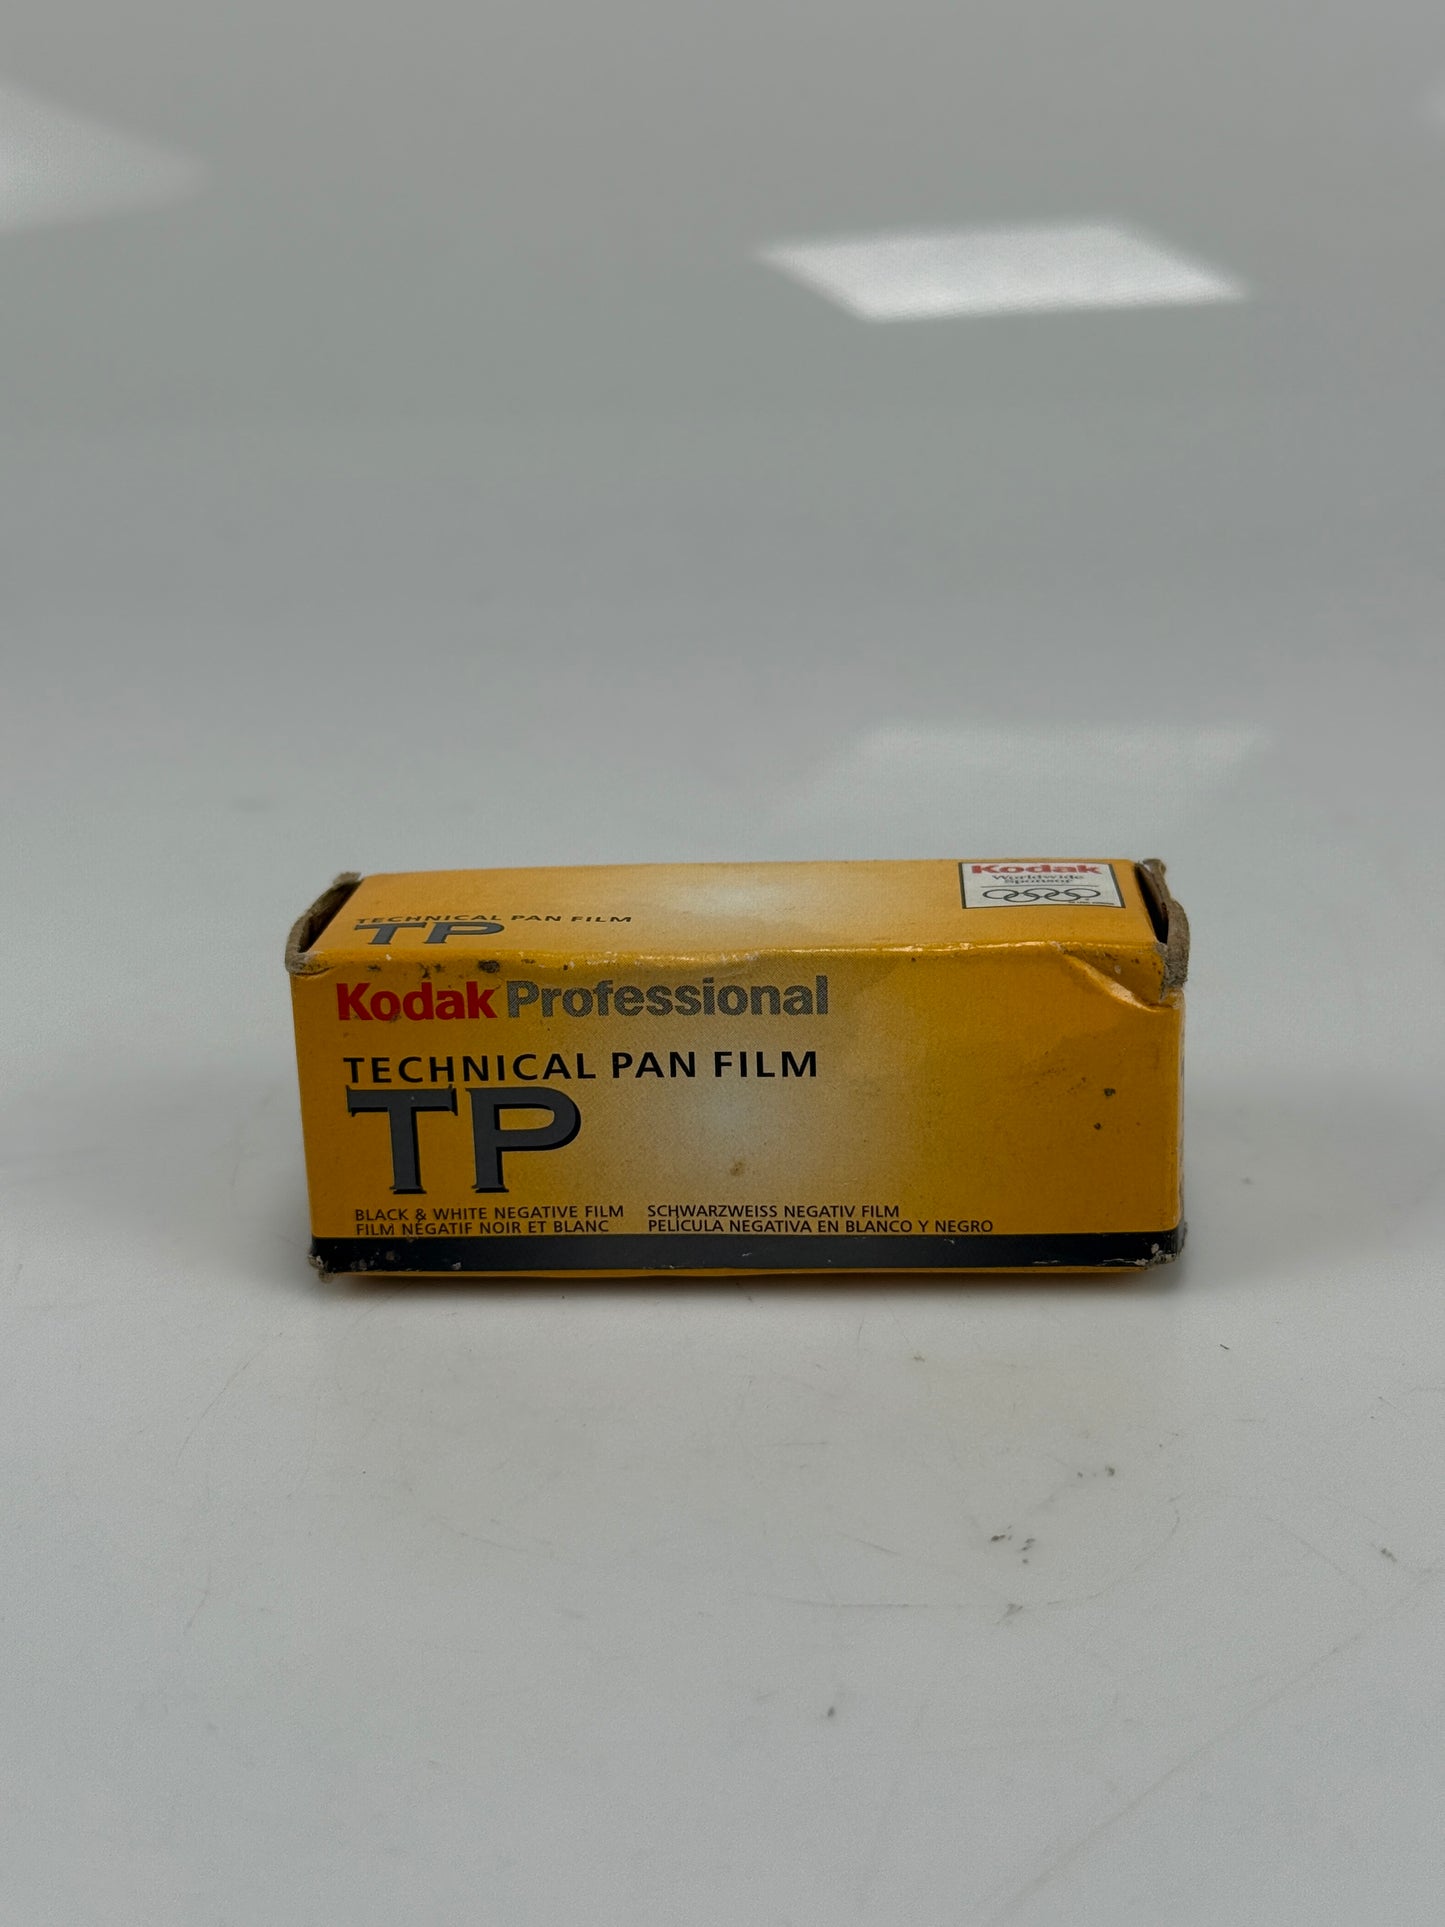 Kodak
Worldwide
Sponsor
TECHNICAL PAN FILM
TP
Kodak Professional
TECHNICAL PAN FILM
TP
BLACK & WHITE NEGATIVE FILM SCHWARZWEISS NEGATIV FILM
FILM NÉGATIF NOIR ET BLANC PELÍCULA NEGATIVA EN BLANCO Y NEGRO